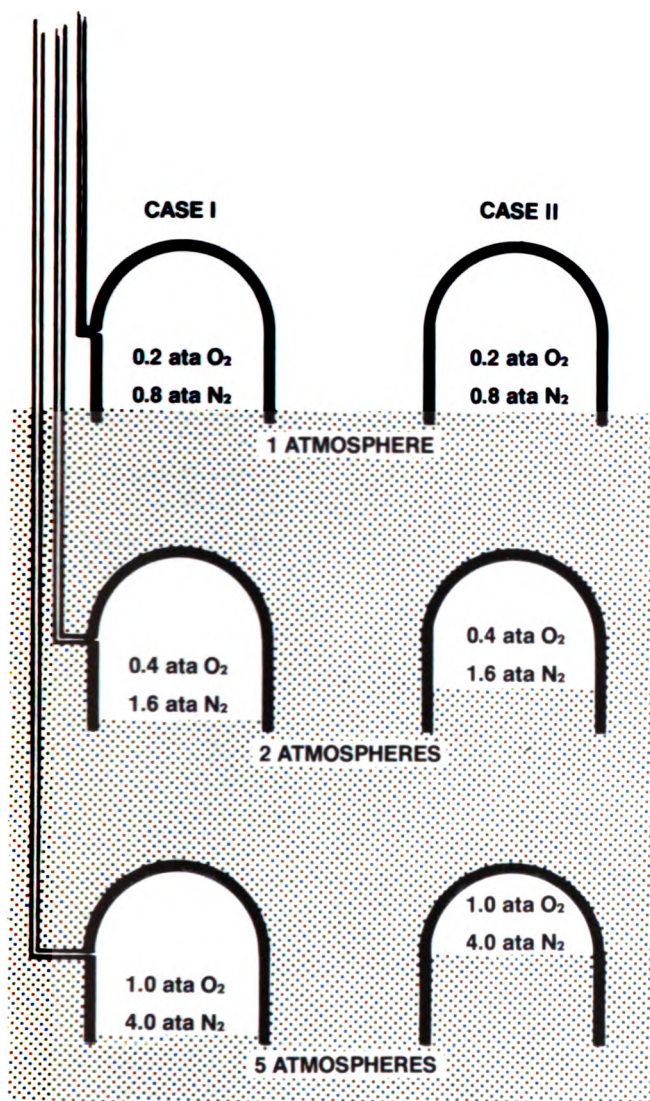 CASE I
CASE II
0.2 ata O₂
0.8 ata N₂
0.2 ata O₂
0.8 ata N₂
1 ATMOSPHERE
0.4 ata O₂
1.6 ata N₂
0.4 ata O₂
1.6 ata N₂
2 ATMOSPHERES
1.0 ata O₂
4.0 ata N₂
1.0 ata O₂
4.0 ata N₂
5 ATMOSPHERES